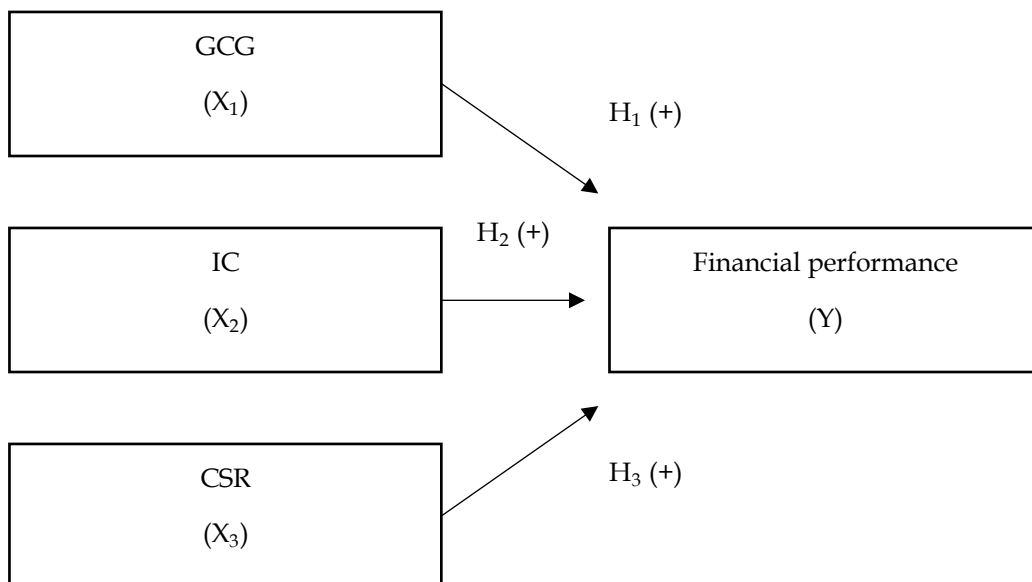 GCG
(X₁)
H₁ (+)
IC
(X₂)
H₂ (+)
Financial performance
(Y)
CSR
(X₃)
H₃ (+)